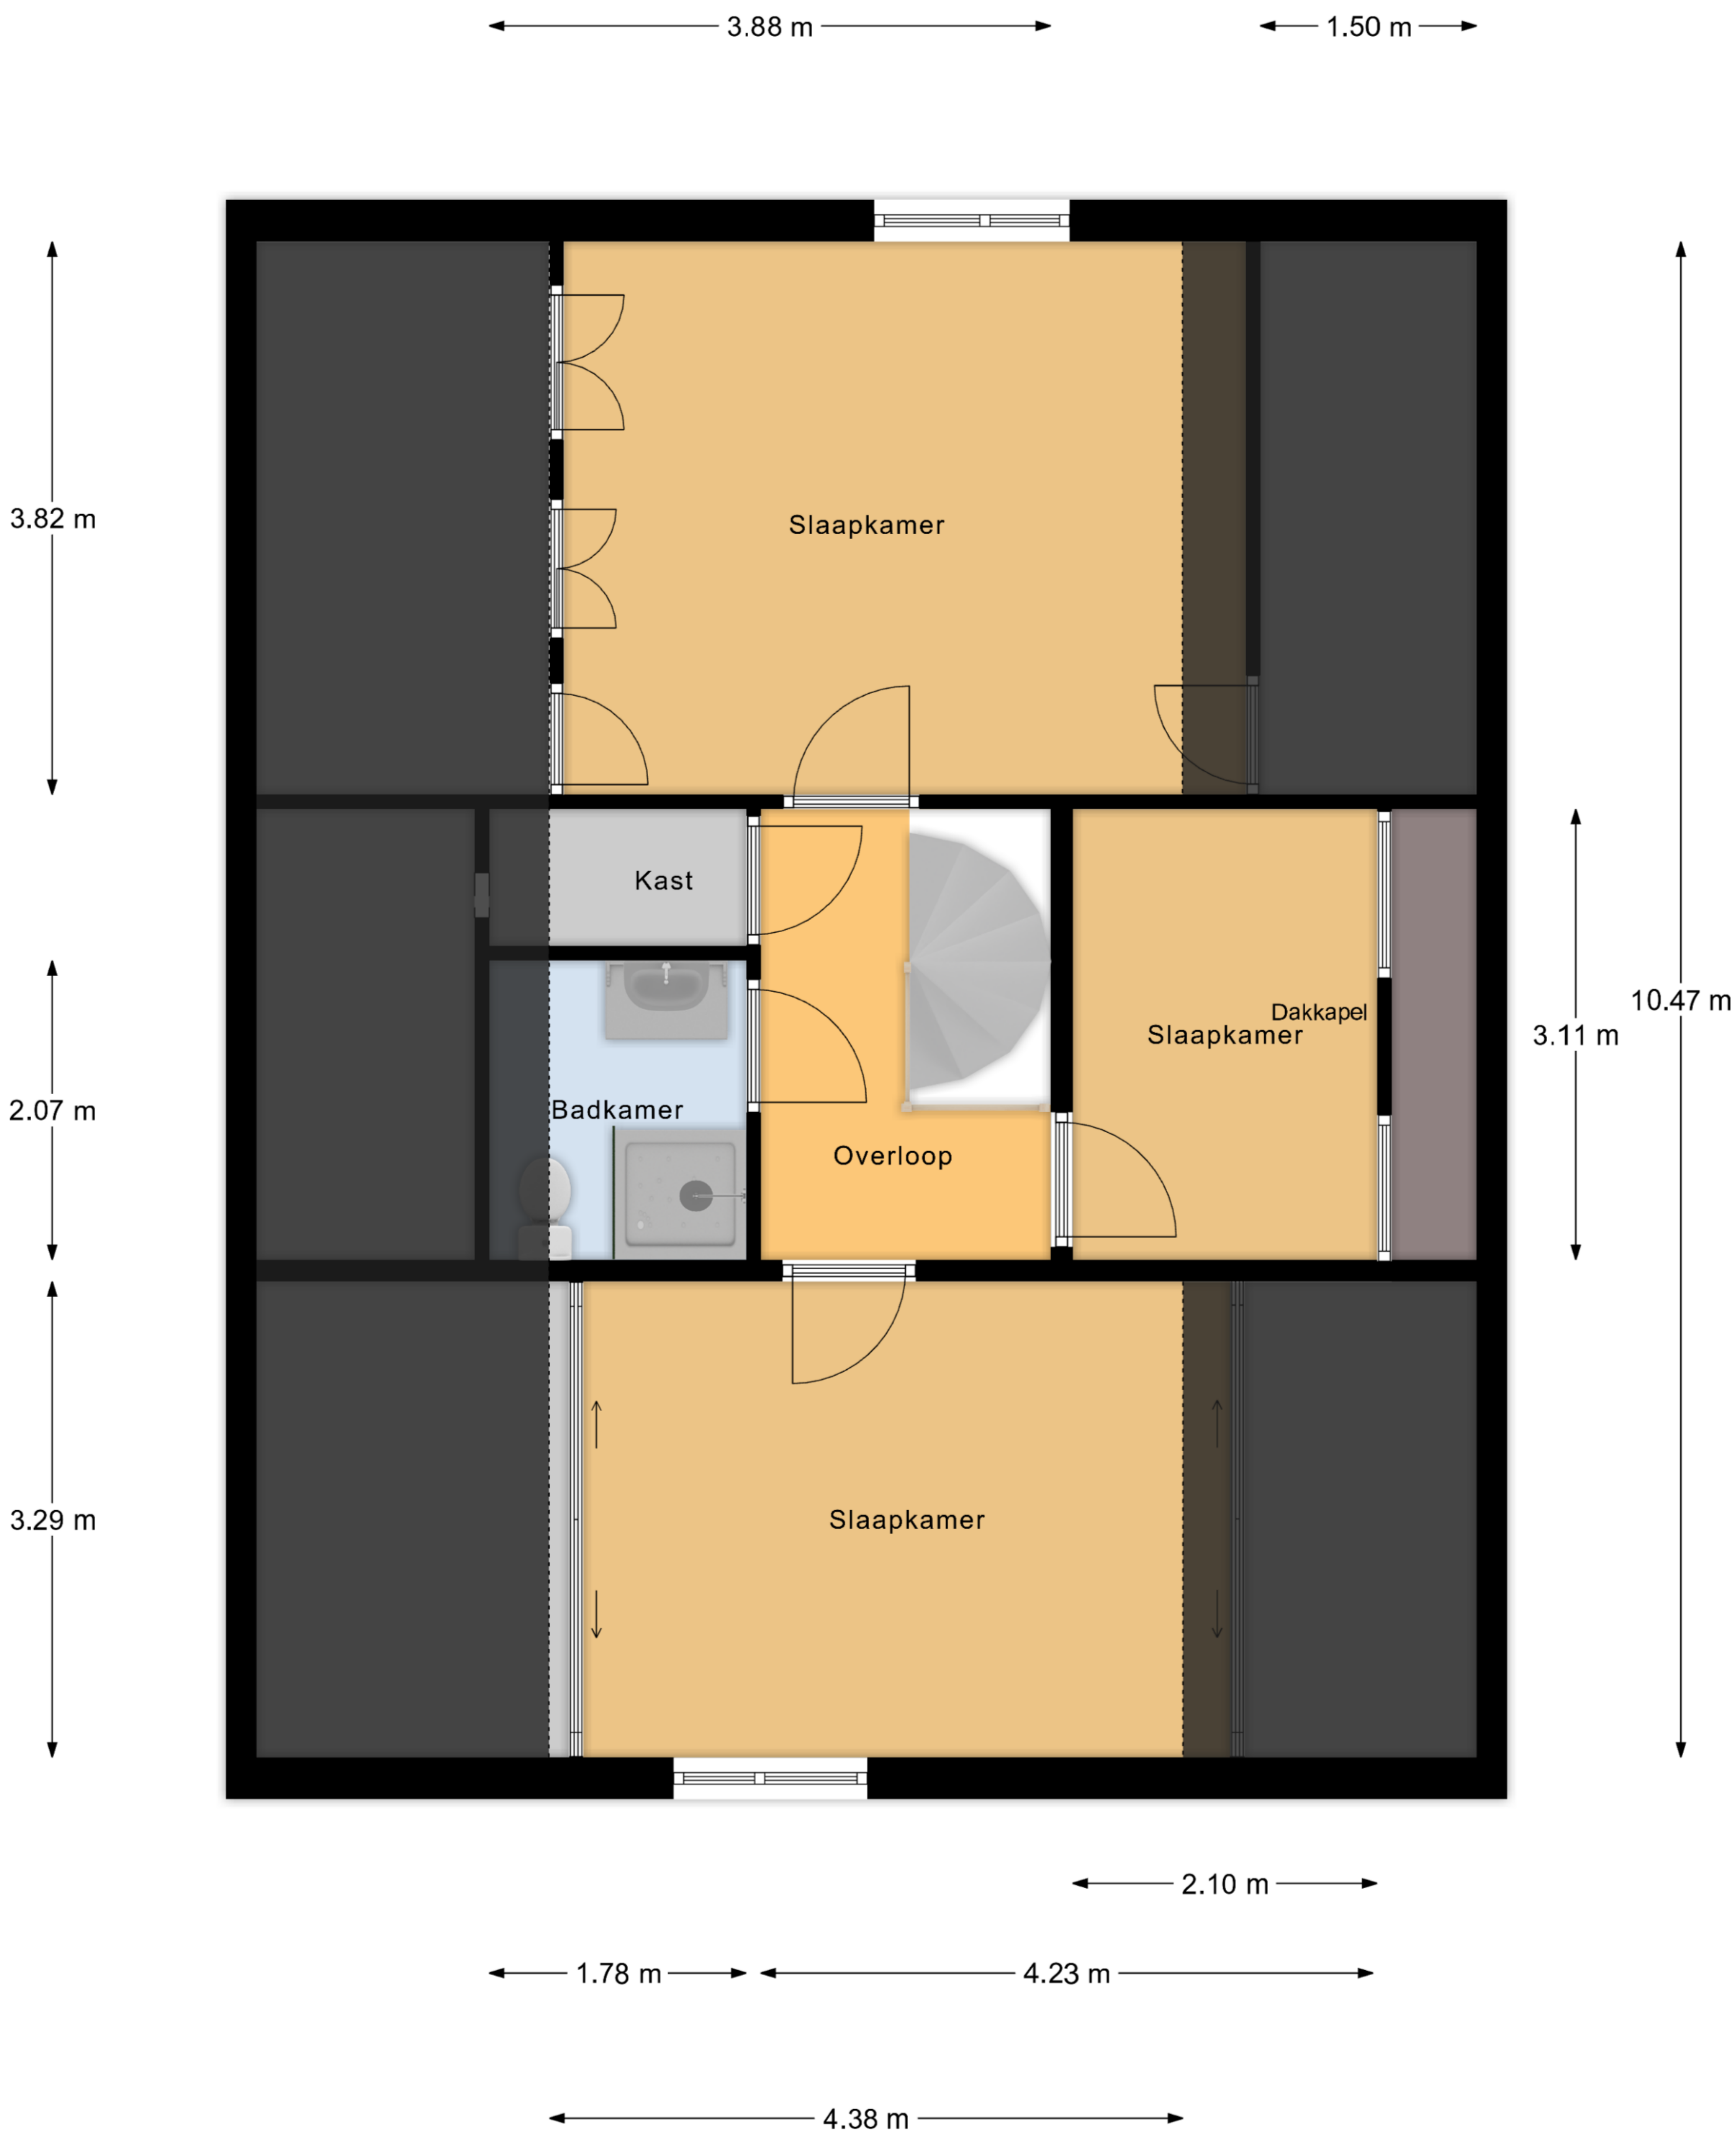 3.88 m
1.50 m
3.82 m
Slaapkamer
Kast
10.47 m
Dakkapel
Slaapkamer
3.11 m
2.07 m
Badkamer
Overloop
3.29 m
Slaapkamer
2.10 m
1.78 m
4.23 m
4.38 m